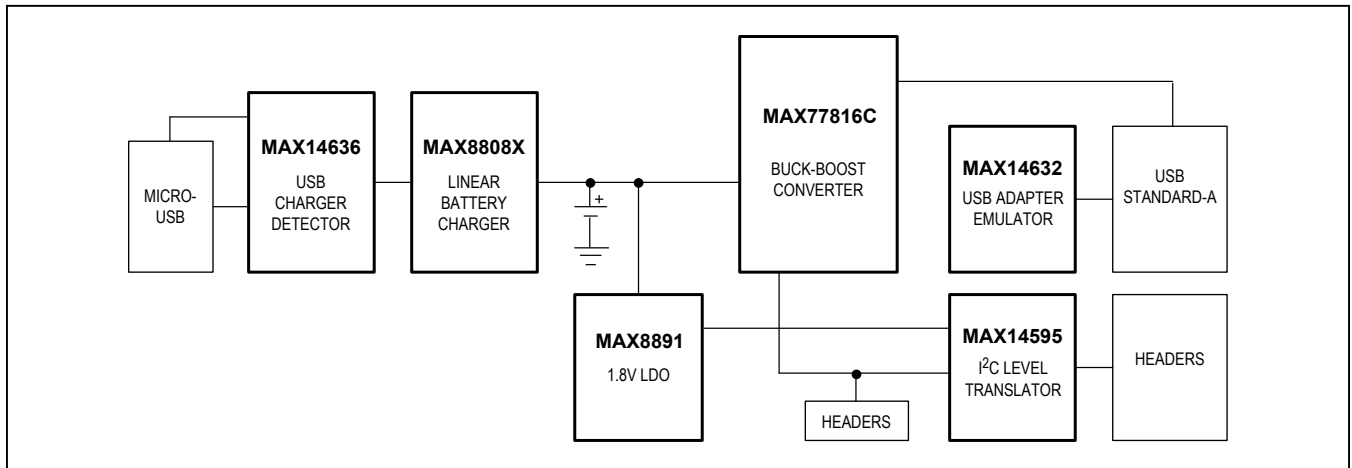 MICRO-
USB
MAX14636
USB
CHARGER
DETECTOR
MAX8808X
LINEAR
BATTERY
CHARGER
+
MAX77816C
BUCK-BOOST
CONVERTER
MAX14632
USB ADAPTER
EMULATOR
USB
STANDARD-A
MAX8891
1.8V LDO
HEADERS
MAX14595
I²C LEVEL
TRANSLATOR
HEADERS